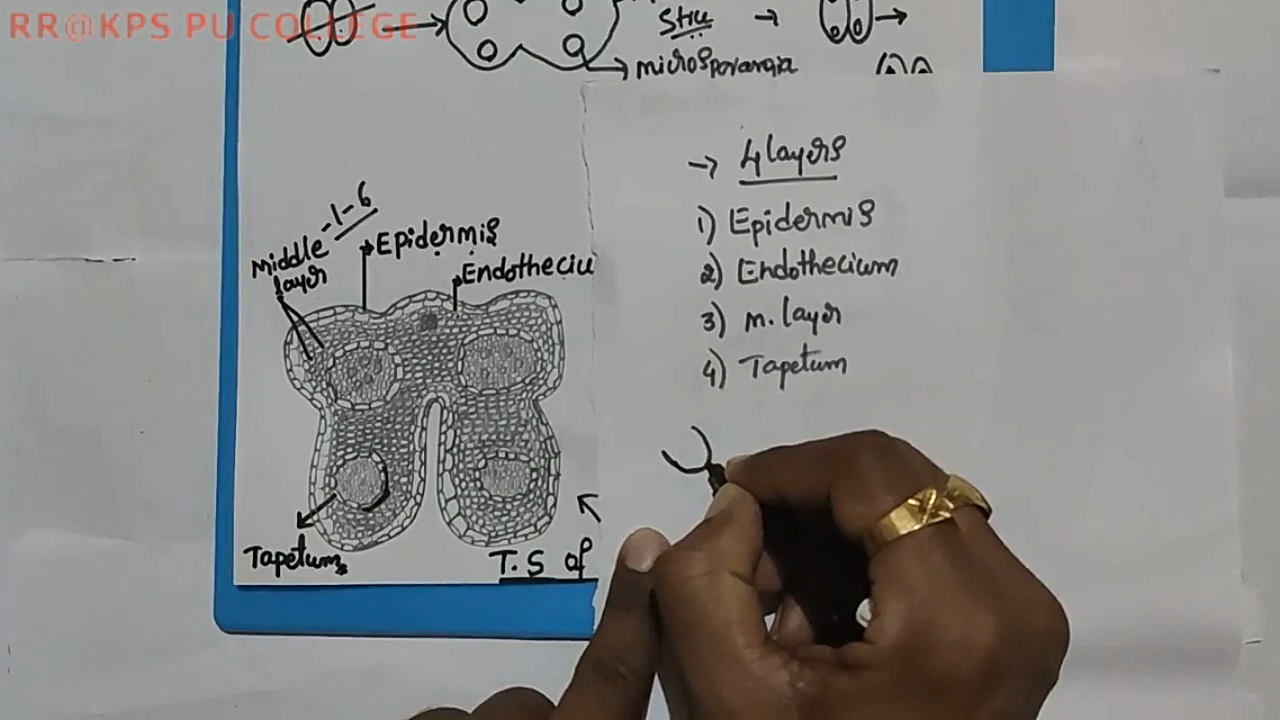 RR@KPS PU COLLEGE
microsporangia
→ 4 layers
1) Epidermis
2) Endothecium
3) m. layer
4) Tapetum
Middle -1-6
layer
Epidermis
Endotheciu
Tapetum
T.S of